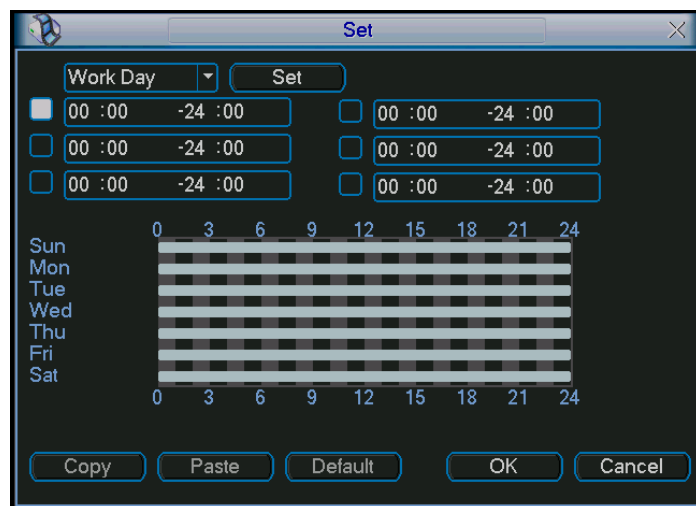 Set
Work Day Set
00 :00 -24 :00 00 :00 -24 :00
00 :00 -24 :00 00 :00 -24 :00
00 :00 -24 :00 00 :00 -24 :00
0 3 6 9 12 15 18 21 24
Sun
Mon
Tue
Wed
Thu
Fri
Sat
0 3 6 9 12 15 18 21 24
Copy Paste Default OK Cancel